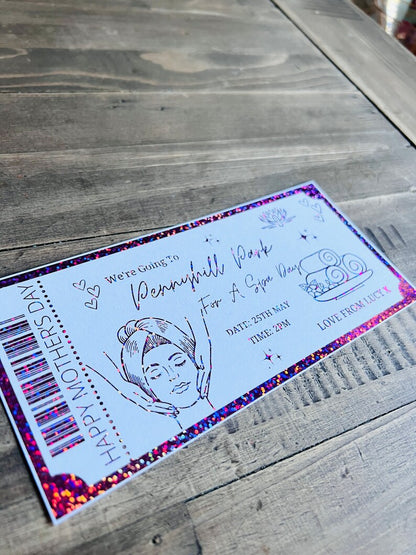 HAPPY MOTHERS DAY
We're Going To
Pennyhill Park
For A Spa Day
DATE: 25TH MAY
TIME: 2PM
LOVE FROM LUCY X